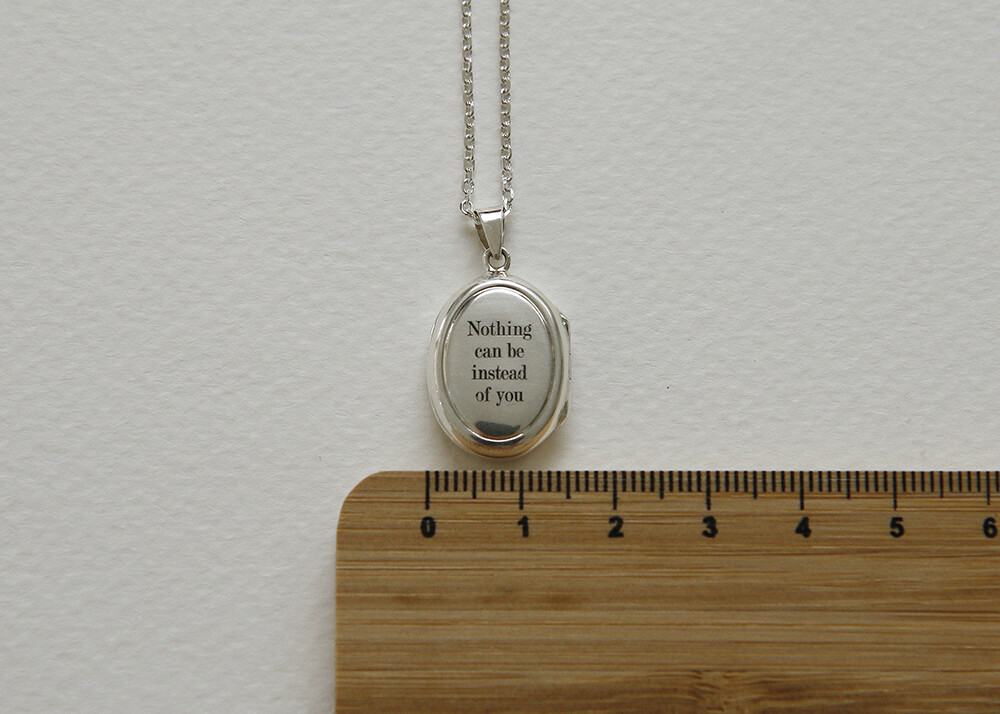 Nothing
can be
instead
of you
0 1 2 3 4 5 6